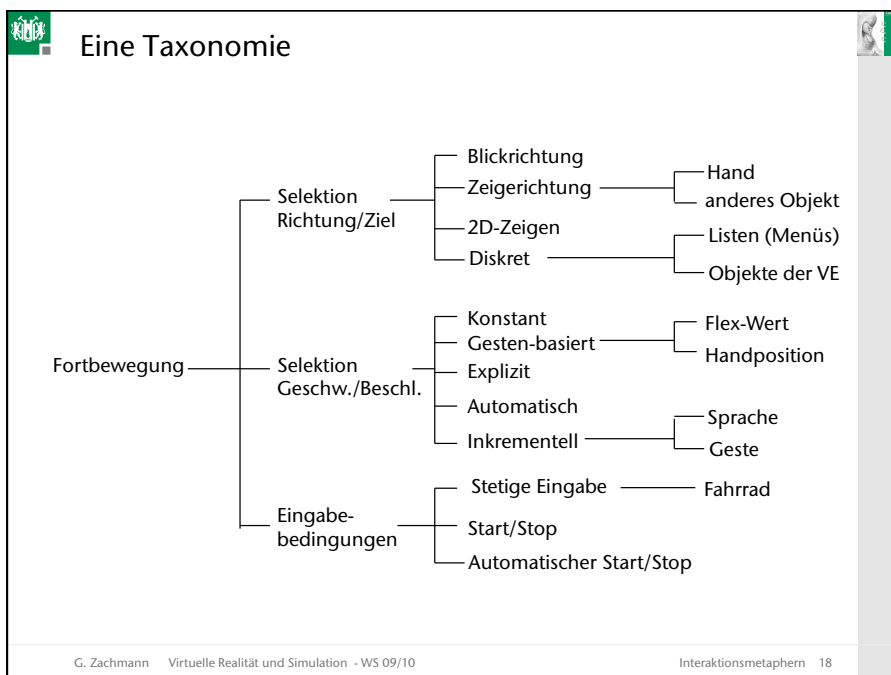 Eine Taxonomie
Fortbewegung
Selektion
Richtung/Ziel
Blickrichtung
Zeigerichtung
Hand
anderes Objekt
2D-Zeigen
Diskret
Listen (Menüs)
Objekte der VE
Selektion
Geschw./Beschl.
Konstant
Gesten-basiert
Flex-Wert
Handposition
Explizit
Automatisch
Inkrementell
Sprache
Geste
Eingabe-
bedingungen
Stetige Eingabe
Fahrrad
Start/Stop
Automatischer Start/Stop
G. Zachmann Virtuelle Realität und Simulation - WS 09/10
Interaktionsmetaphern 18